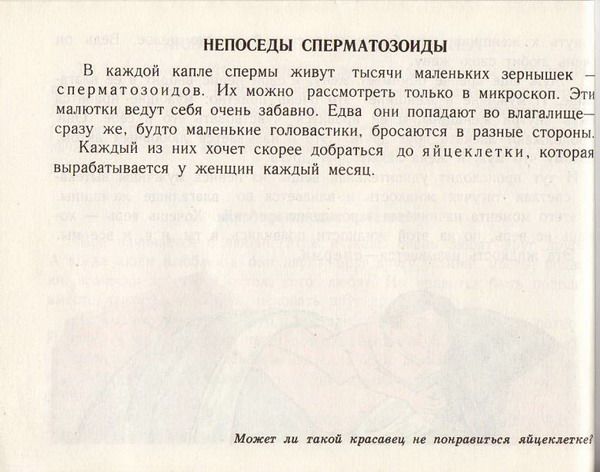 НЕПОСЕДЫ СПЕРМАТОЗОИДЫ
В каждой капле спермы живут тысячи маленьких зернышек –
сперматозоидов. Их можно рассмотреть только в микроскоп. Эти
малютки ведут себя очень забавно. Едва они попадают во влагалище—
сразу же, будто маленькие головастики, бросаются в разные стороны.
Каждый из них хочет скорее добраться до яйцеклетки, которая
вырабатывается у женщин каждый месяц.
Может ли такой красавец не понравиться яйцеклетке?